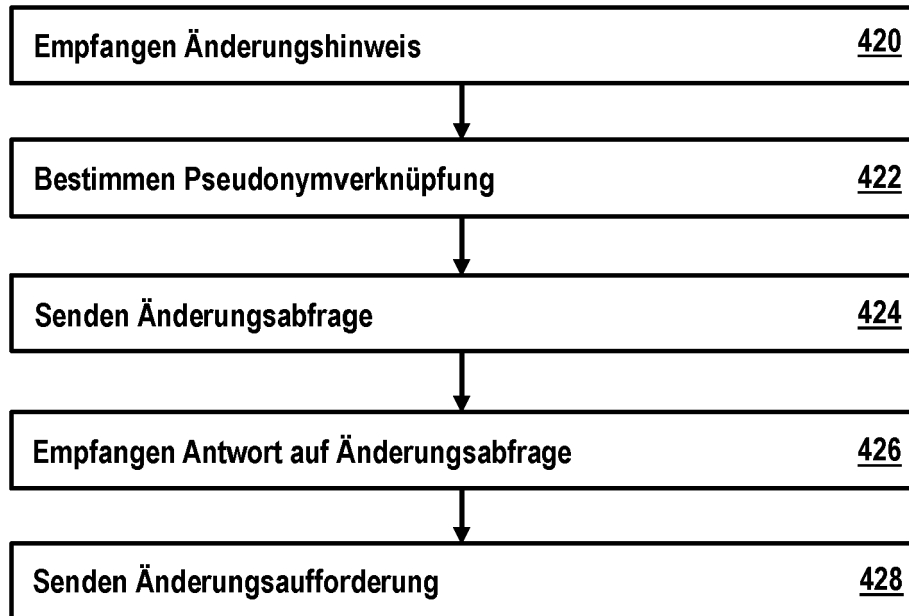 Empfangen Änderungshinweis 420
Bestimmen Pseudonymverknüpfung 422
Senden Änderungsabfrage 424
Empfangen Antwort auf Änderungsabfrage 426
Senden Änderungsaufforderung 428